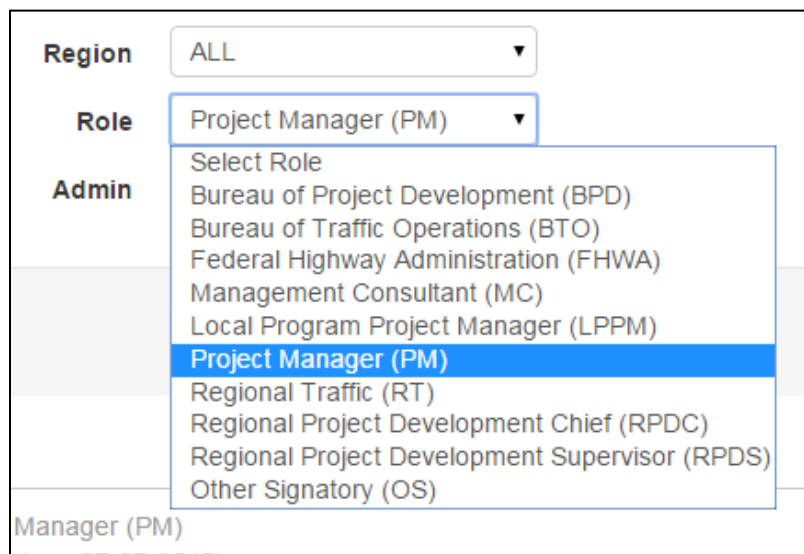 Region ALL
Role Project Manager (PM)
Select Role
Admin
Bureau of Project Development (BPD)
Bureau of Traffic Operations (BTO)
Federal Highway Administration (FHWA)
Management Consultant (MC)
Local Program Project Manager (LPPM)
Project Manager (PM)
Regional Traffic (RT)
Regional Project Development Chief (RPDC)
Regional Project Development Supervisor (RPDS)
Other Signatory (OS)
Manager (PM)